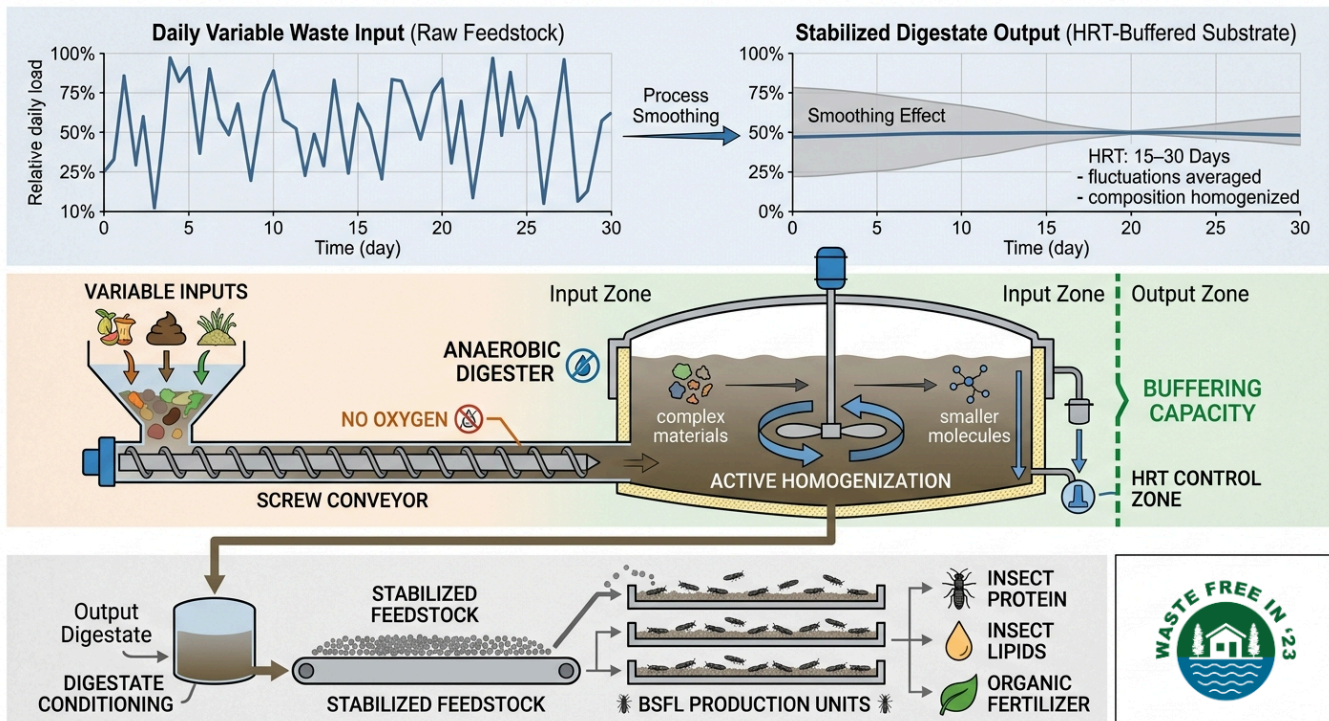 Daily Variable Waste Input (Raw Feedstock)
100%
75%
50%
25%
10%
Relative daily load
0
5
10
15
20
25
30
Time (day)
Process
Smoothing
Stabilized Digestate Output (HRT-Buffered Substrate)
100%
75%
50%
25%
0%
Smoothing Effect
HRT: 15–30 Days
- fluctuations averaged
- composition homogenized
0
5
10
15
20
25
30
Time (day)
VARIABLE INPUTS
Input Zone
Input Zone
Output Zone
ANAEROBIC
DIGESTER
NO OXYGEN
SCREW CONVEYOR
complex
materials
smaller
molecules
ACTIVE HOMOGENIZATION
BUFFERING
CAPACITY
HRT CONTROL
ZONE
Output
Digestate
DIGESTATE
CONDITIONING
STABILIZED
FEEDSTOCK
STABILIZED FEEDSTOCK
BSFL PRODUCTION UNITS
INSECT
PROTEIN
INSECT
LIPIDS
ORGANIC
FERTILIZER
WASTE FREE IN '23